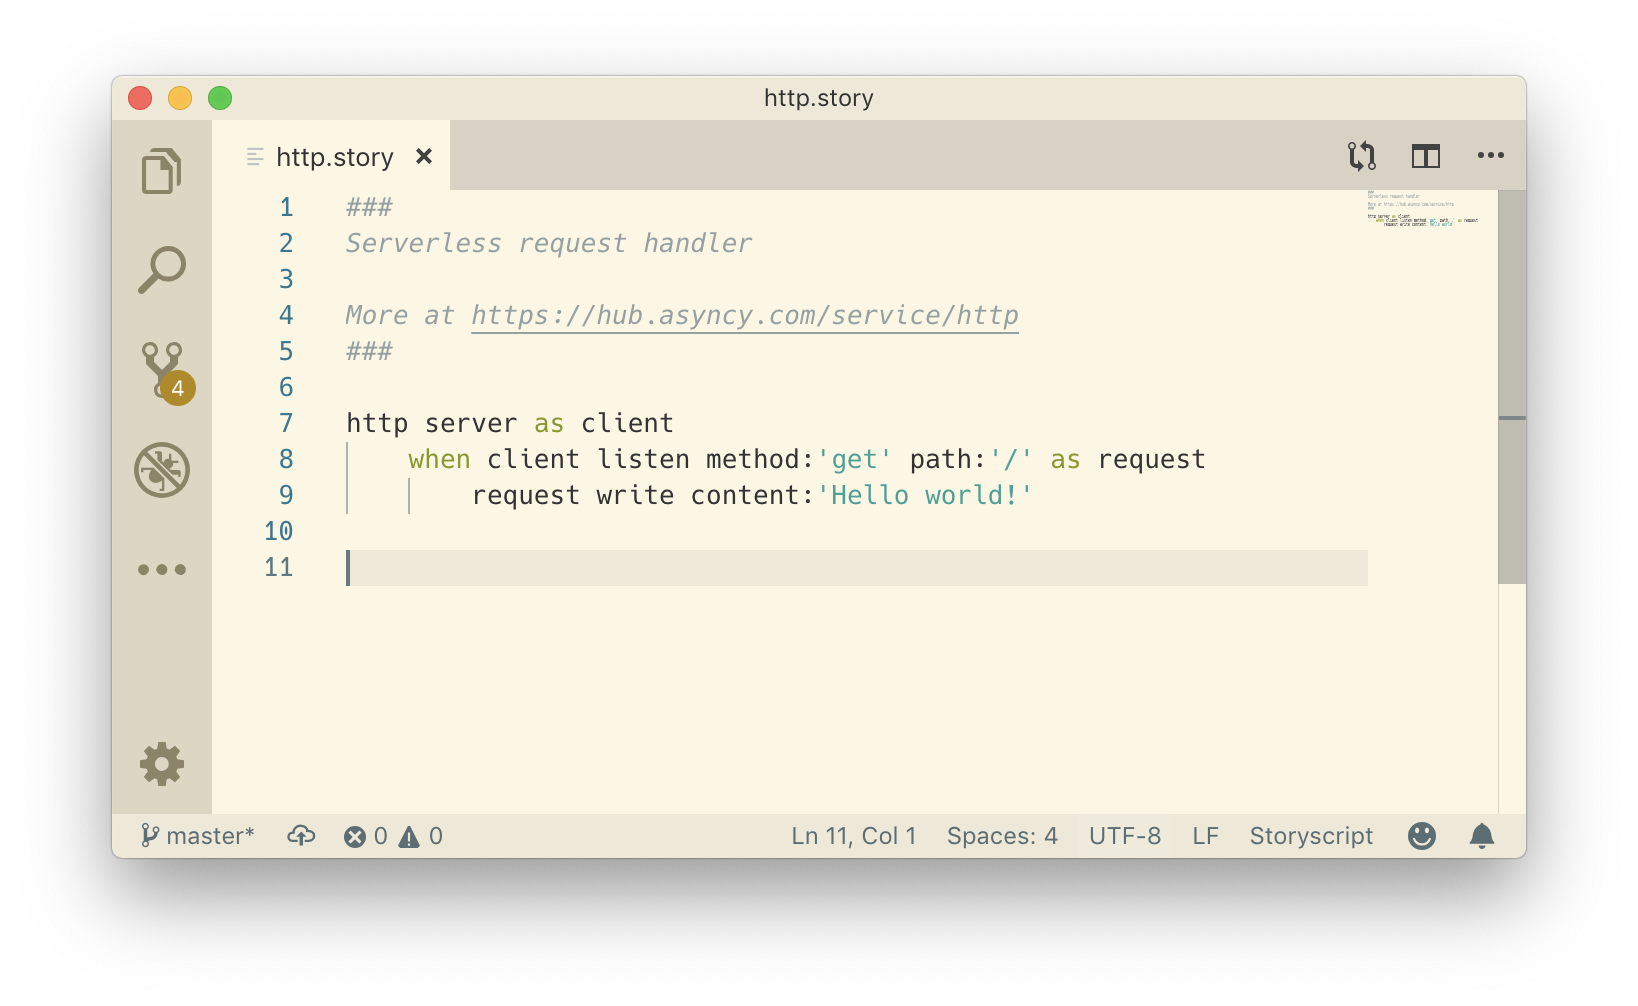 http.story
http.story
1 ###
2 Serverless request handler
3
4 More at https://hub.asyncy.com/service/http
5 ###
6
7 http server as client
8 when client listen method:'get' path:'/' as request
9 request write content:'Hello world!'
10
11
4
master* 0 0 Ln 11, Col 1 Spaces: 4 UTF-8 LF Storyscript